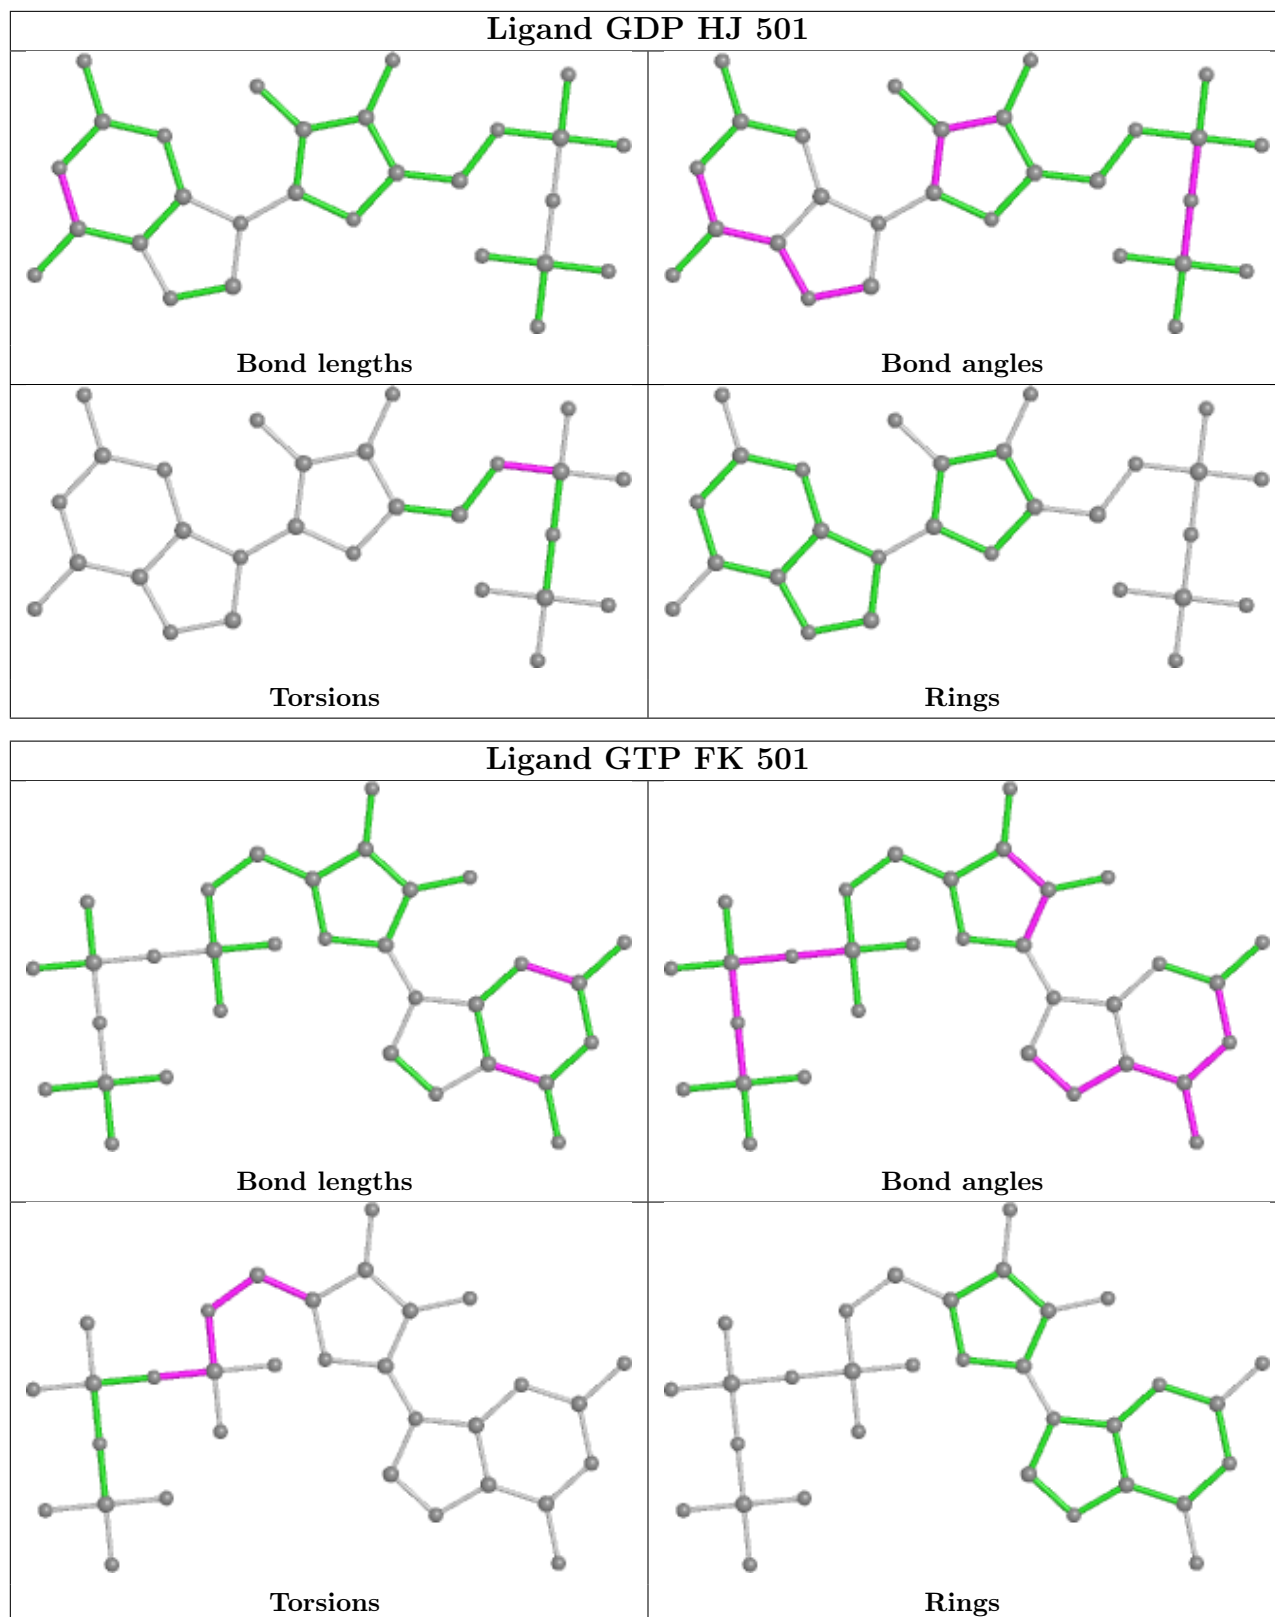 Ligand GDP HJ 501
Bond lengths
Bond angles
Torsions
Rings
Ligand GTP FK 501
Bond lengths
Bond angles
Torsions
Rings